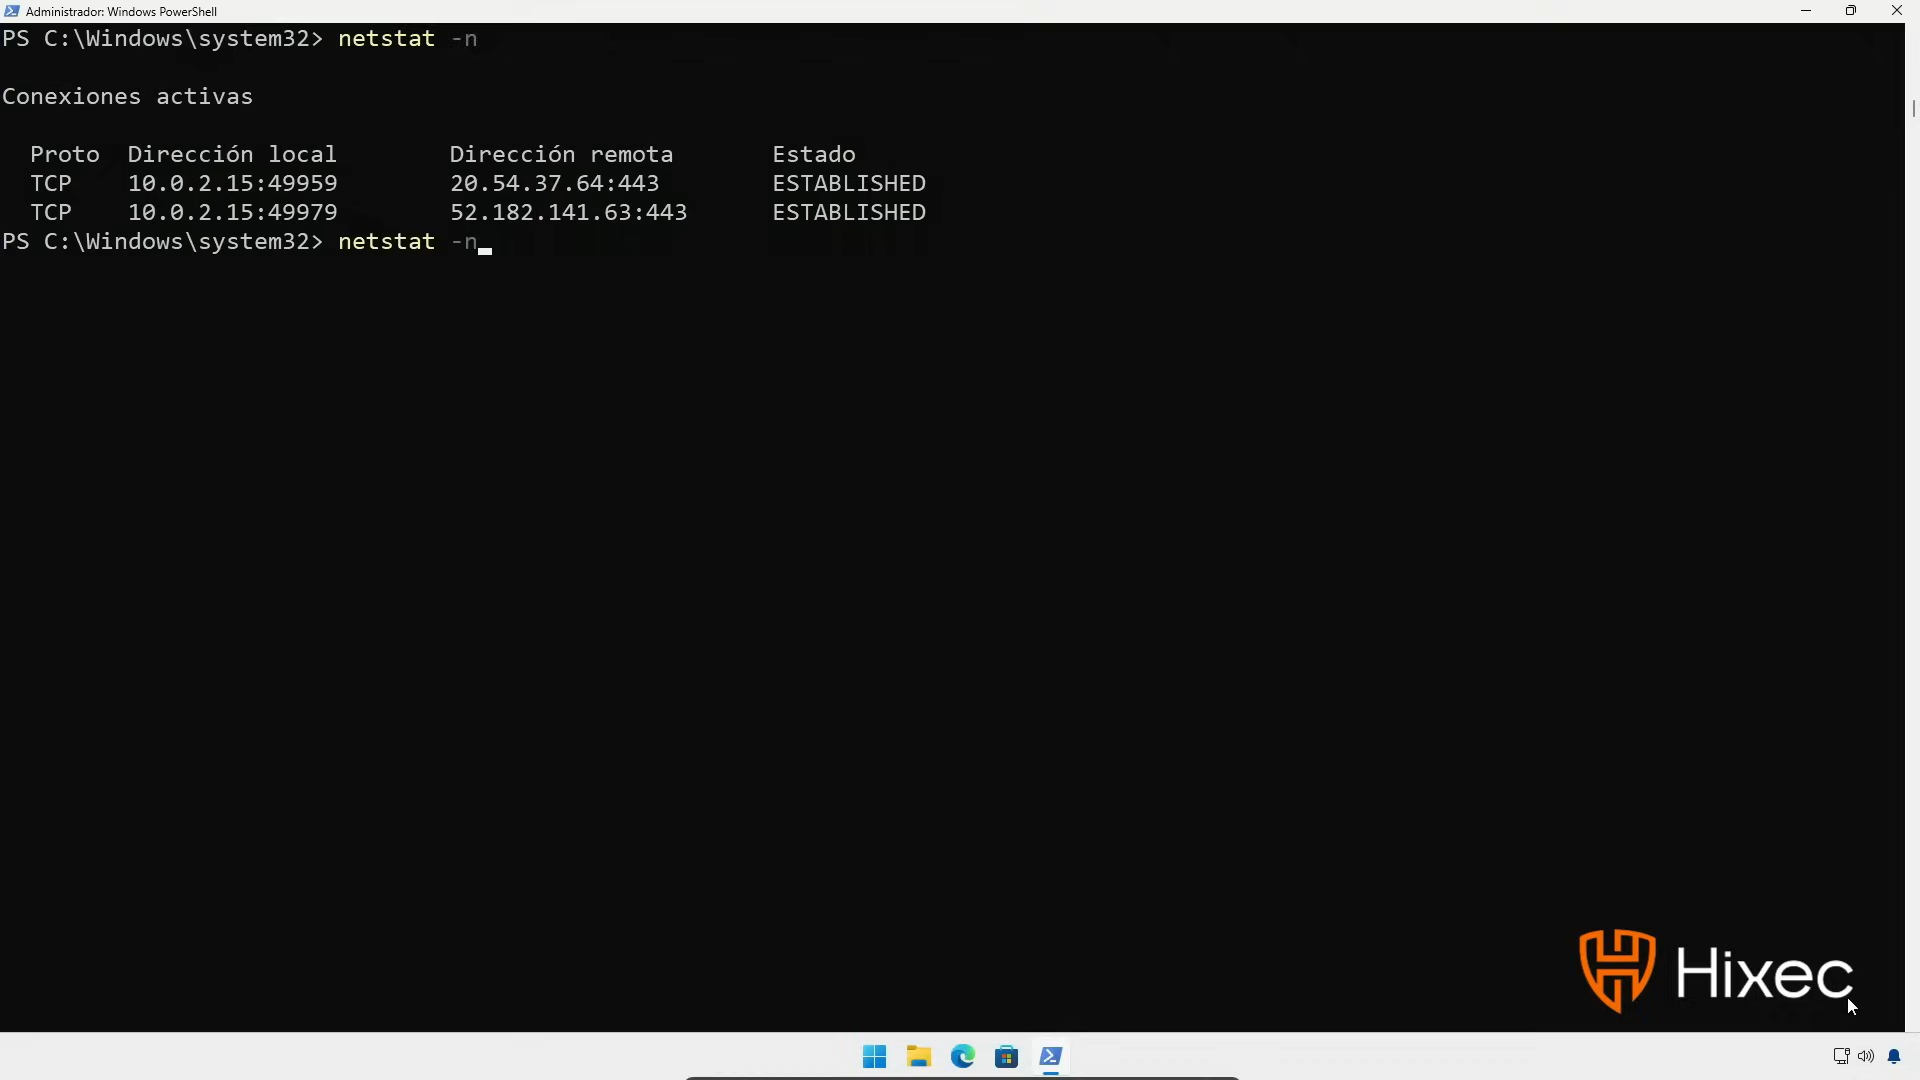 Administrador: Windows PowerShell
PS C:\Windows\system32> netstat -n
Conexiones activas
Proto Dirección local Dirección remota Estado
TCP 10.0.2.15:49959 20.54.37.64:443 ESTABLISHED
TCP 10.0.2.15:49979 52.182.141.63:443 ESTABLISHED
PS C:\Windows\system32> netstat -n
Hixec